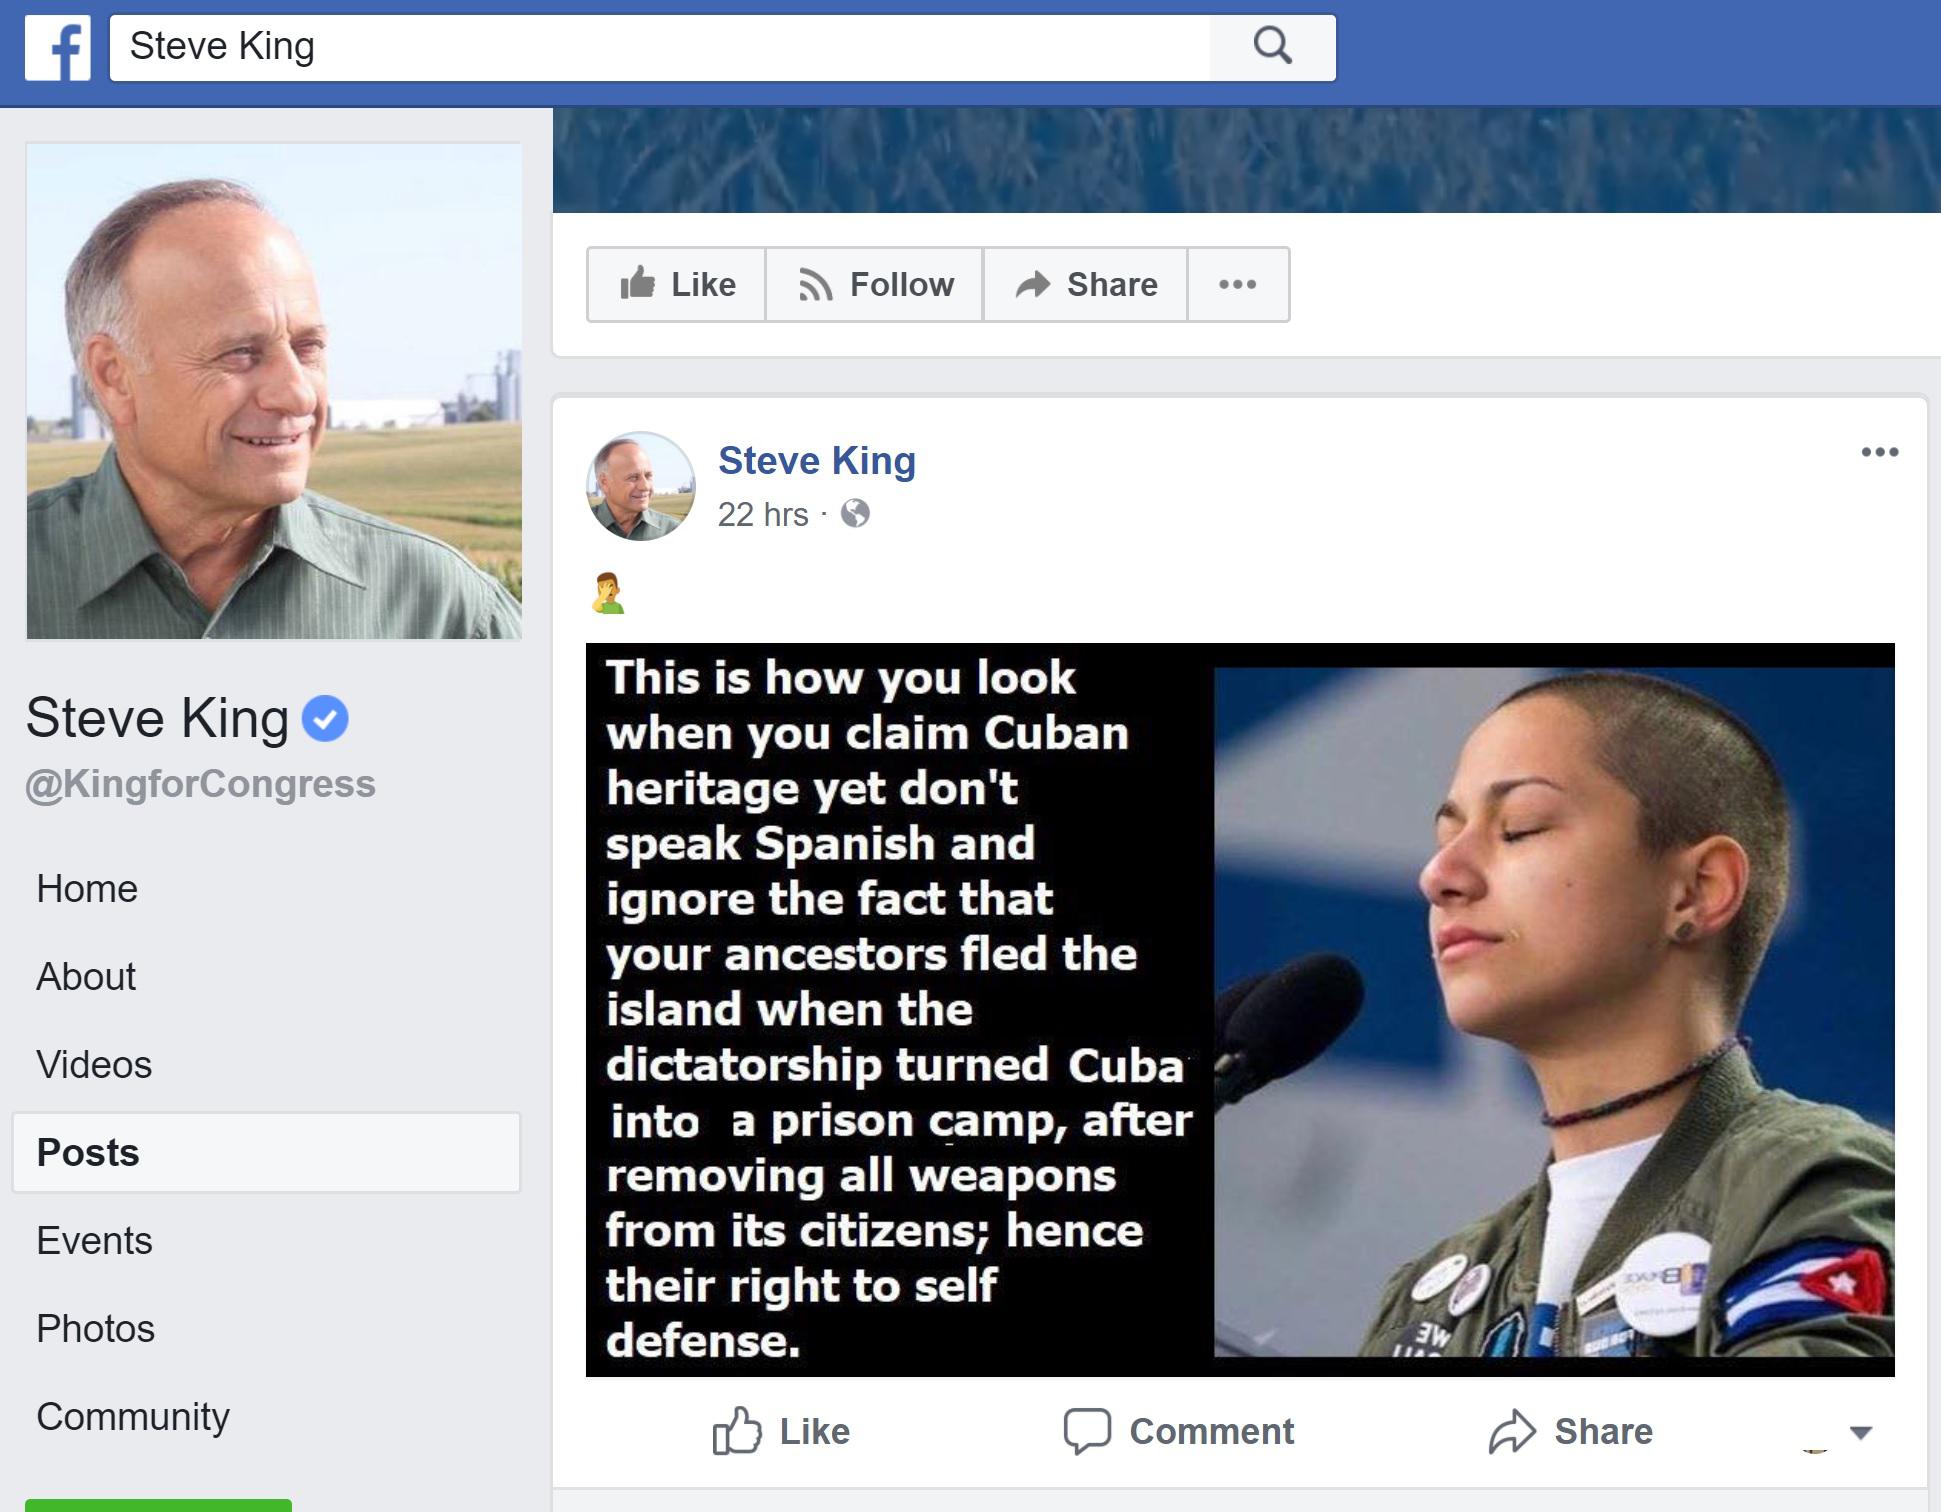 f
Steve King
Like
Follow
Share
Steve King
@KingforCongress
Home
About
Videos
Posts
Events
Photos
Community
Steve King
22 hrs ·
This is how you look
when you claim Cuban
heritage yet don't
speak Spanish and
ignore the fact that
your ancestors fled the
island when the
dictatorship turned Cuba
into a prison camp, after
removing all weapons
from its citizens; hence
their right to self
defense.
WE
Like
Comment
Share